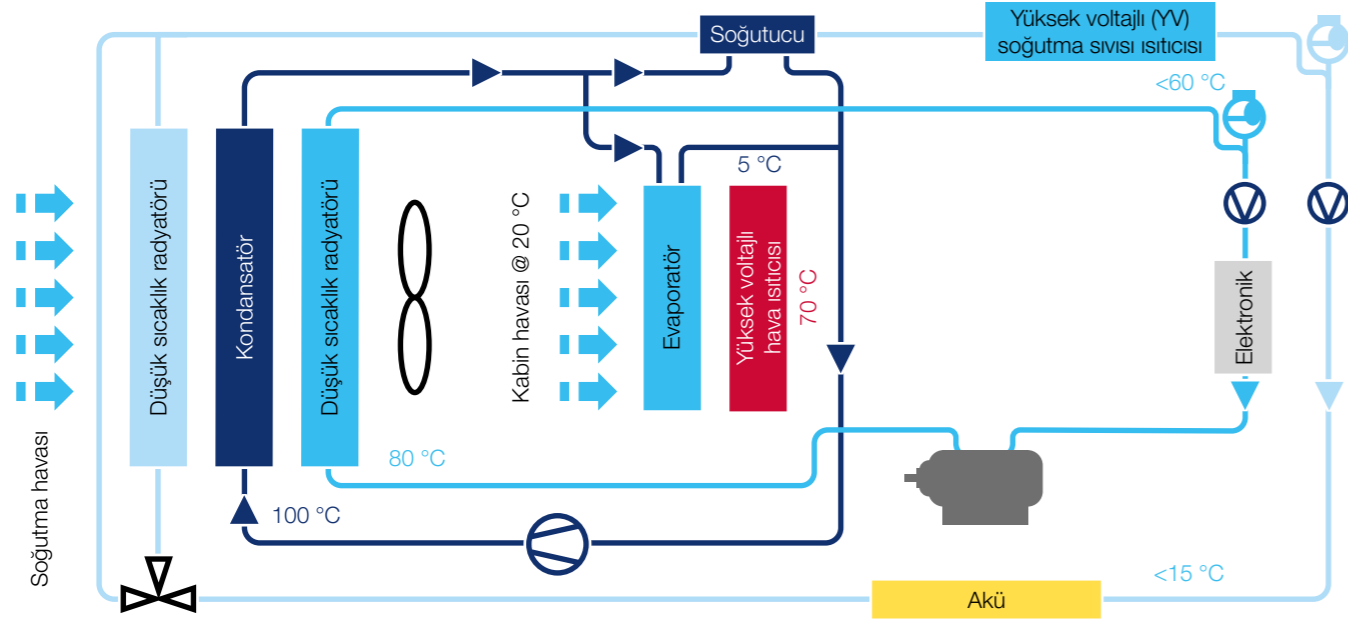 Yüksek voltajlı (YV)
soğutma sıvısı ısıtıcısı
Soğutucu
<60 °C
5 °C
Soğutma havası
Düşük sıcaklık radyatörü
Kondansatör
Düşük sıcaklık radyatörü
Kabin havası @ 20 °C
Evaporatör
Yüksek voltajlı
hava ısıtıcısı
70 °C
Elektronik
80 °C
100 °C
<15 °C
Akü